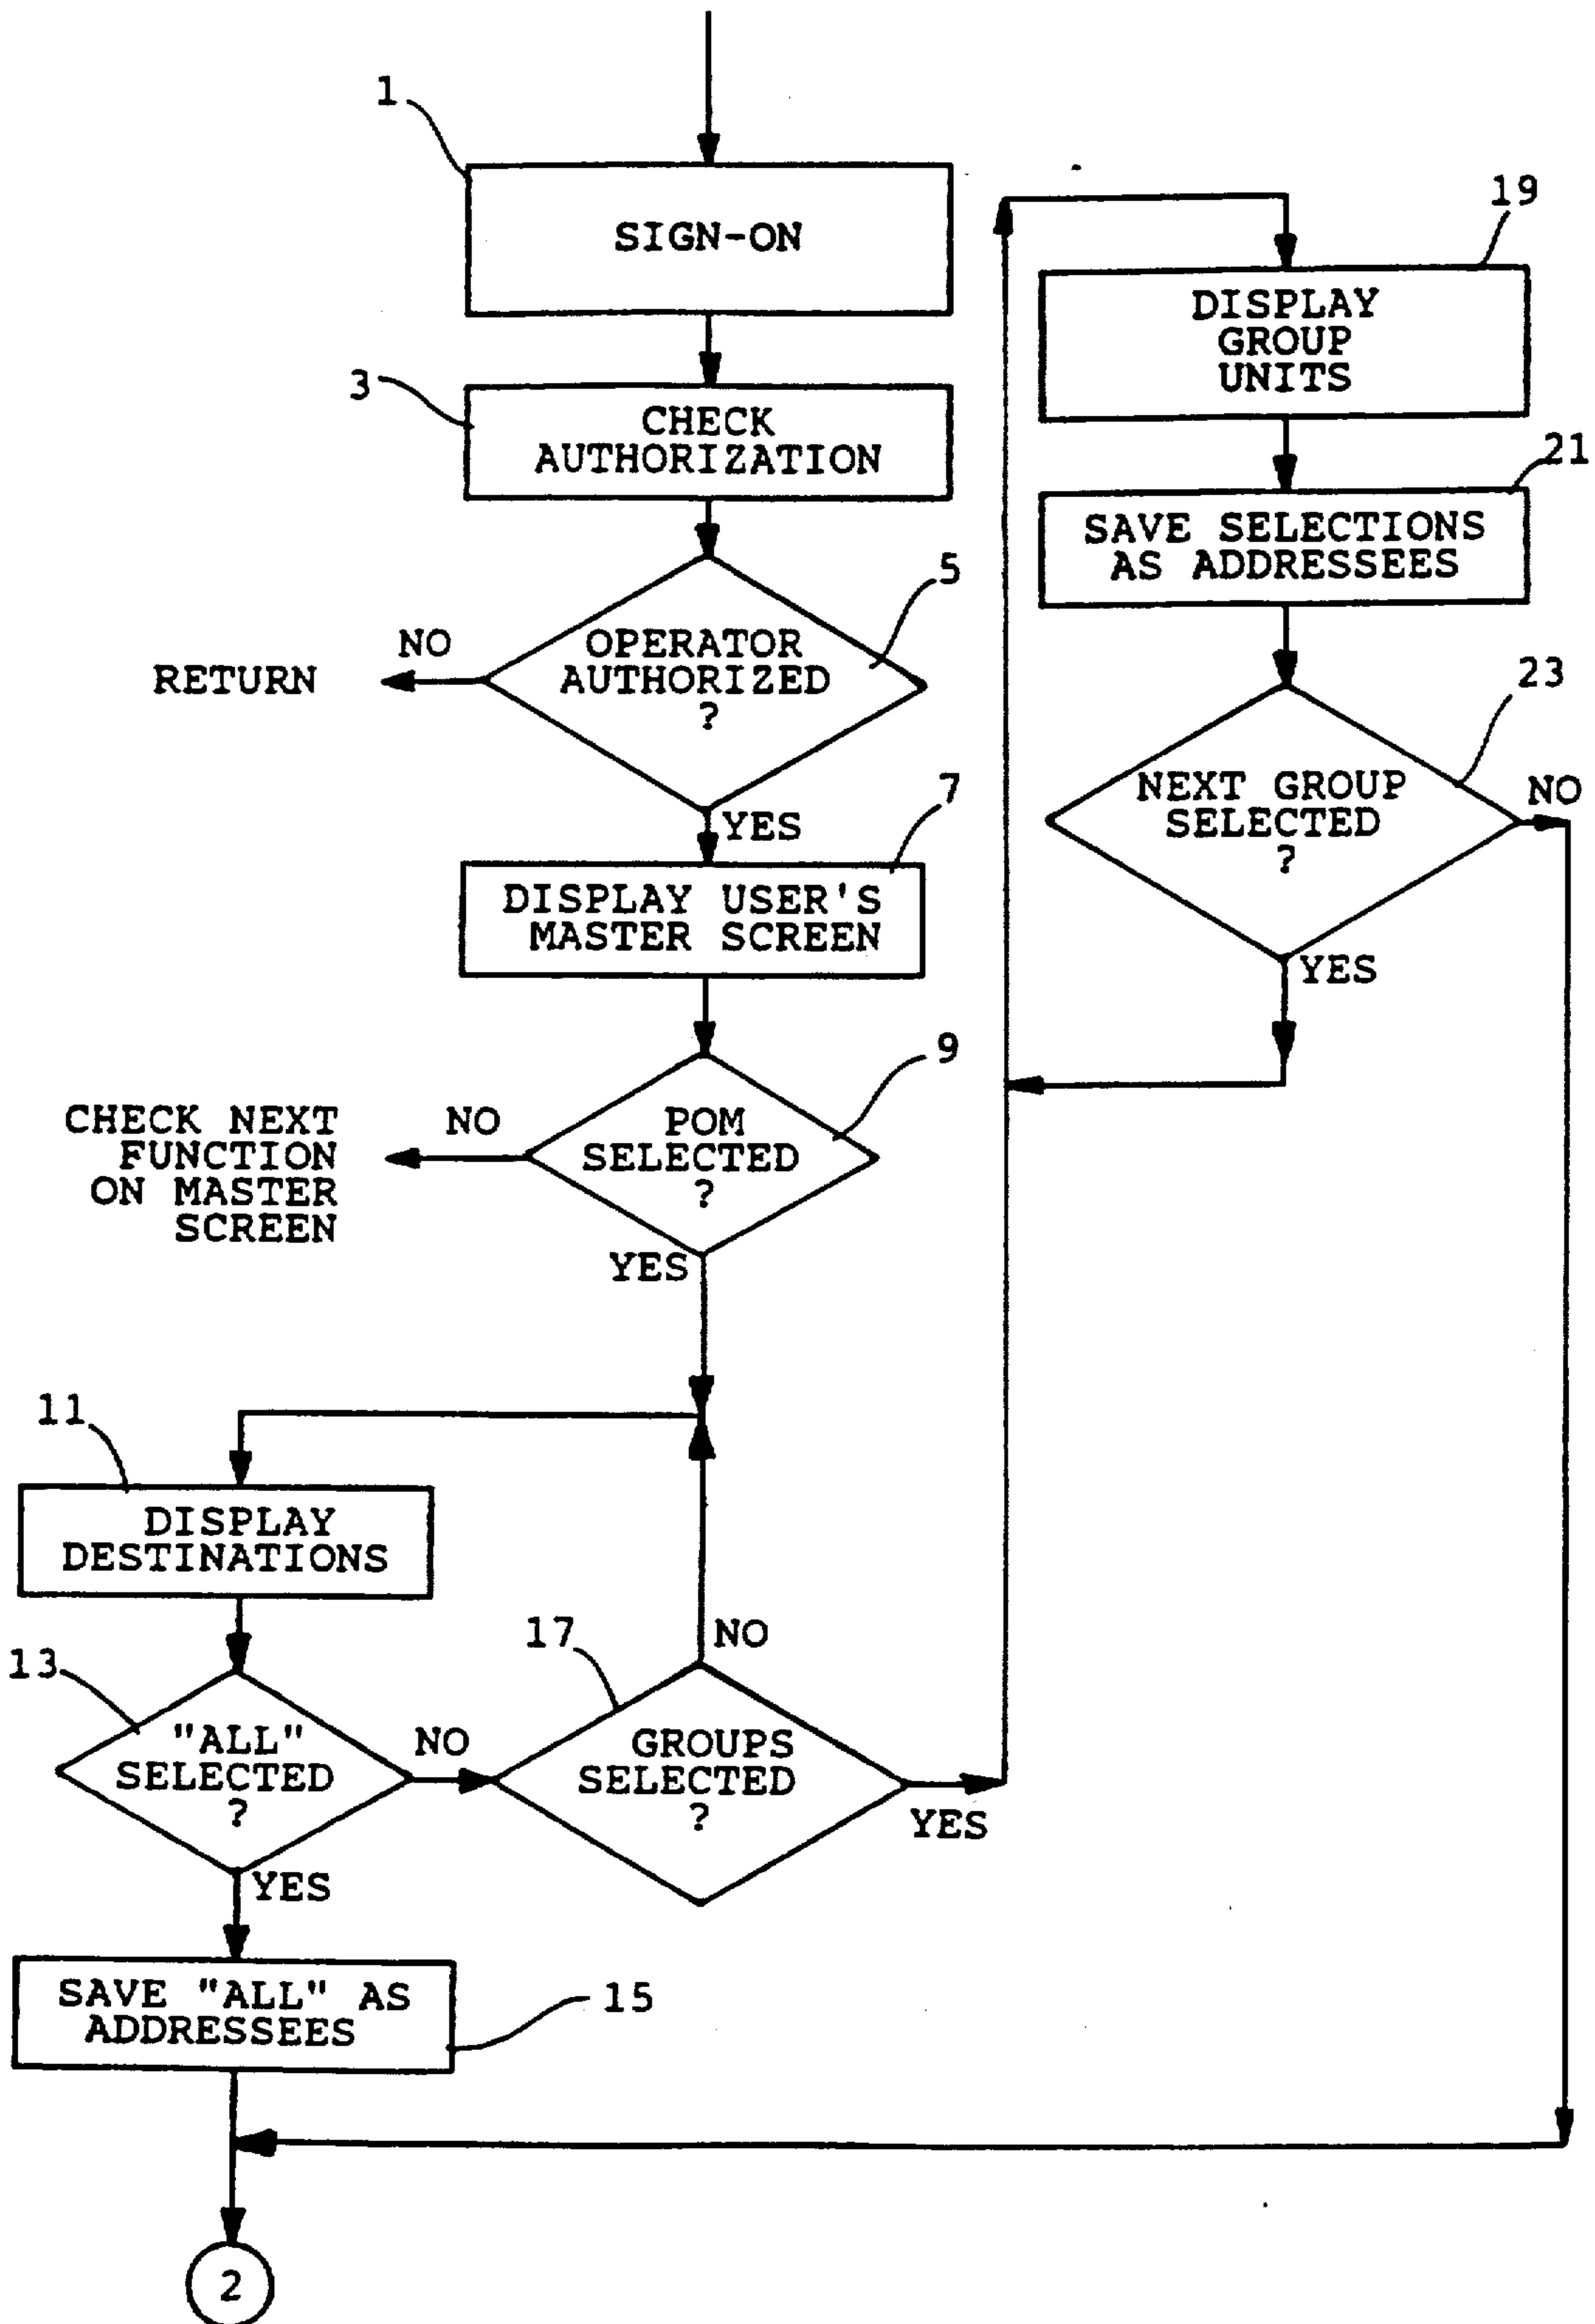 1
SIGN-ON
3
CHECK
AUTHORIZATION
5
OPERATOR
AUTHORIZED
?
NO
RETURN
YES
7
DISPLAY USER'S
MASTER SCREEN
9
POM
SELECTED
?
NO
CHECK NEXT
FUNCTION
ON MASTER
SCREEN
YES
11
DISPLAY
DESTINATIONS
13
"ALL"
SELECTED
?
NO
YES
17
GROUPS
SELECTED
?
NO
YES
SAVE "ALL" AS
ADDRESSEES
15
19
DISPLAY
GROUP
UNITS
21
SAVE SELECTIONS
AS ADDRESSEES
23
NEXT GROUP
SELECTED
?
NO
YES
2